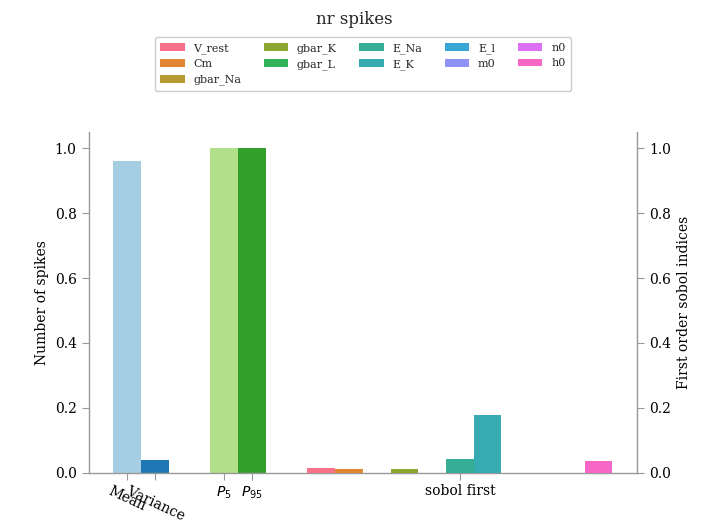 nr spikes
V_rest gbar_K E_Na E_l n0
Cm gbar_L E_K m0 h0
gbar_Na
1.0 1.0
0.8 0.8
0.6 0.6
0.4 0.4
0.2 0.2
0.0 0.0
Number of spikes
First order sobol indices
Mean Variance P5 P95 sobol first